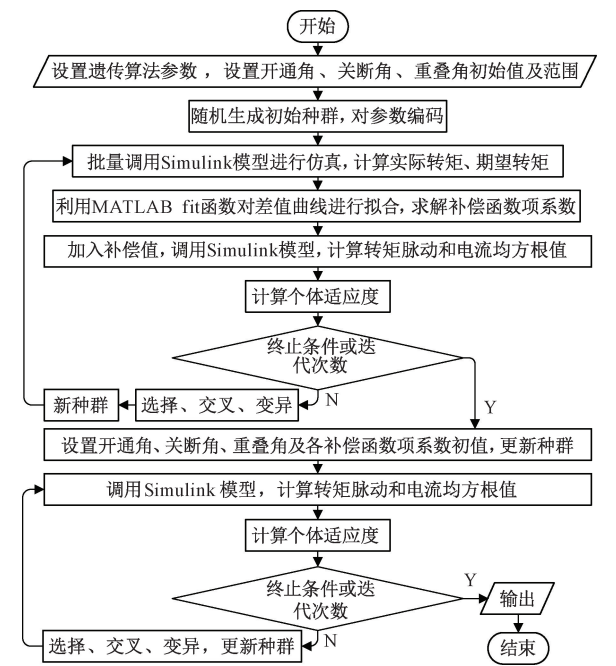 开始
设置遗传算法参数，设置开通角、关断角、重叠角初始值及范围
随机生成初始种群,对参数编码
批量调用Simulink模型进行仿真,计算实际转矩、期望转矩
利用MATLAB fit函数对差值曲线进行拟合,求解补偿函数项系数
加入补偿值,调用Simulink模型,计算转矩脉动和电流均方根值
计算个体适应度
终止条件或迭
代次数
N
Y
选择、交叉、变异
新种群
设置开通角、关断角、重叠角及各补偿函数项系数初值,更新种群
调用Simulink 模型，计算转矩脉动和电流均方根值
计算个体适应度
终止条件或迭
代次数
Y
输出
N
选择、交叉、变异，更新种群
结束